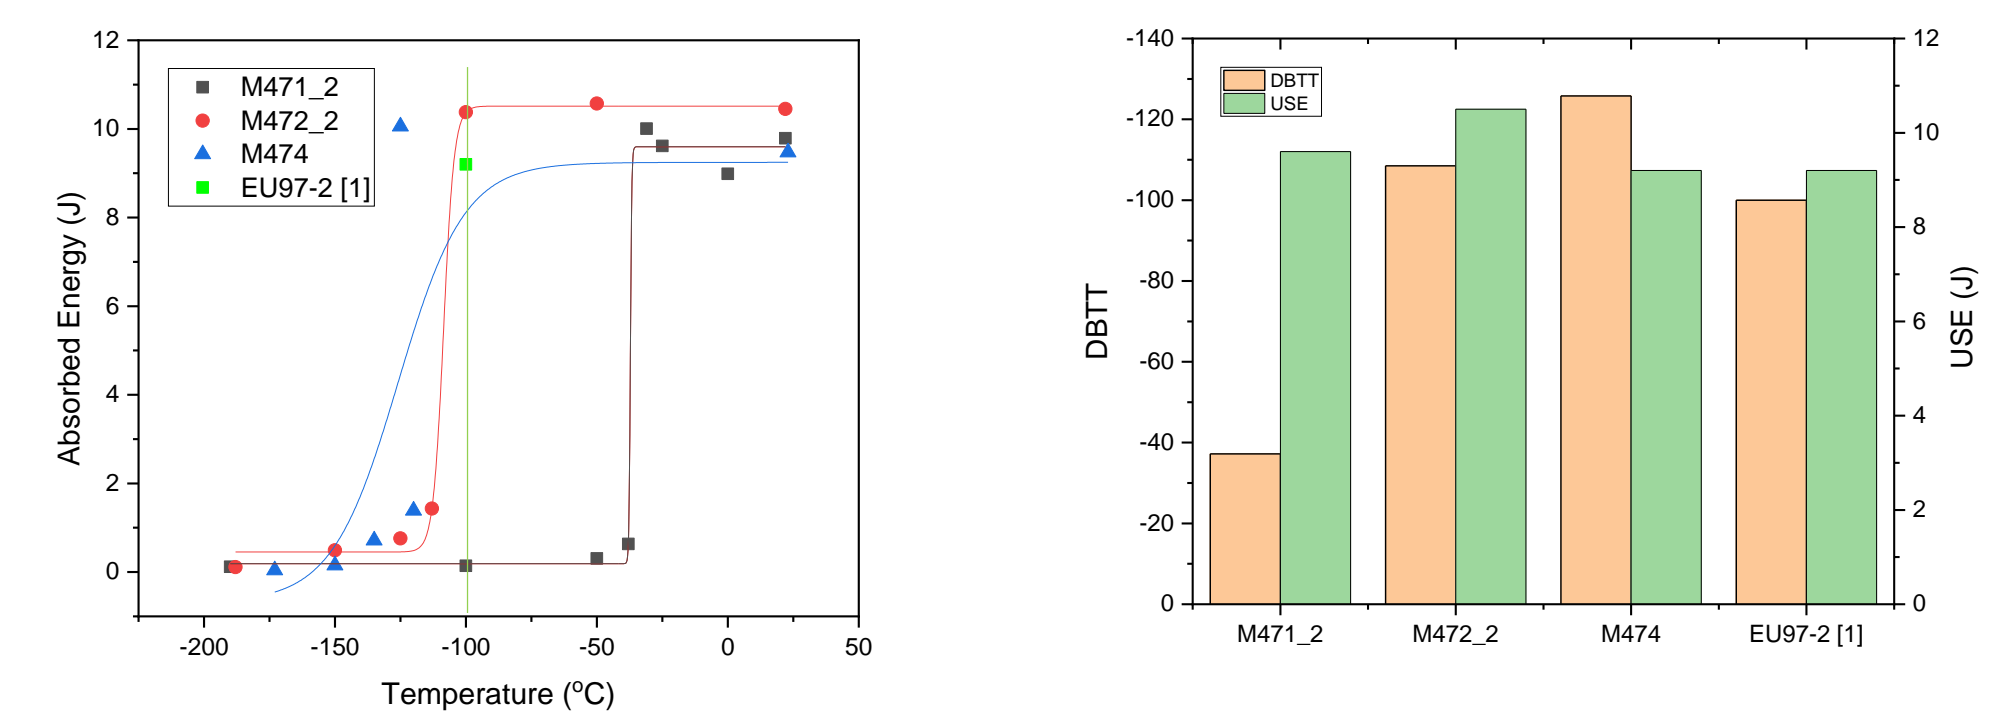 12
10
8
6
4
2
0
Absorbed Energy (J)
M471_2
M472_2
M474
EU97-2 [1]
-200
-150
-100
-50
0
50
Temperature (°C)
-140
-120
-100
-80
-60
-40
-20
0
DBTT
DBTT
USE
12
10
8
6
4
2
0
USE (J)
M471_2
M472_2
M474
EU97-2 [1]